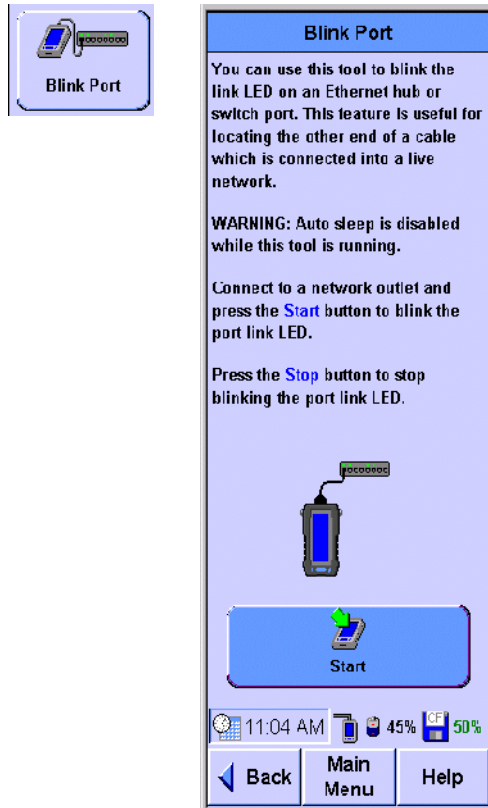 Blink Port
Blink Port
You can use this tool to blink the
link LED on an Ethernet hub or
switch port. This feature is useful for
locating the other end of a cable
which is connected into a live
network.
WARNING: Auto sleep is disabled
while this tool is running.
Connect to a network outlet and
press the Start button to blink the
port link LED.
Press the Stop button to stop
blinking the port link LED.
Start
11:04 AM 45% CF 50%
Back Main Menu Help